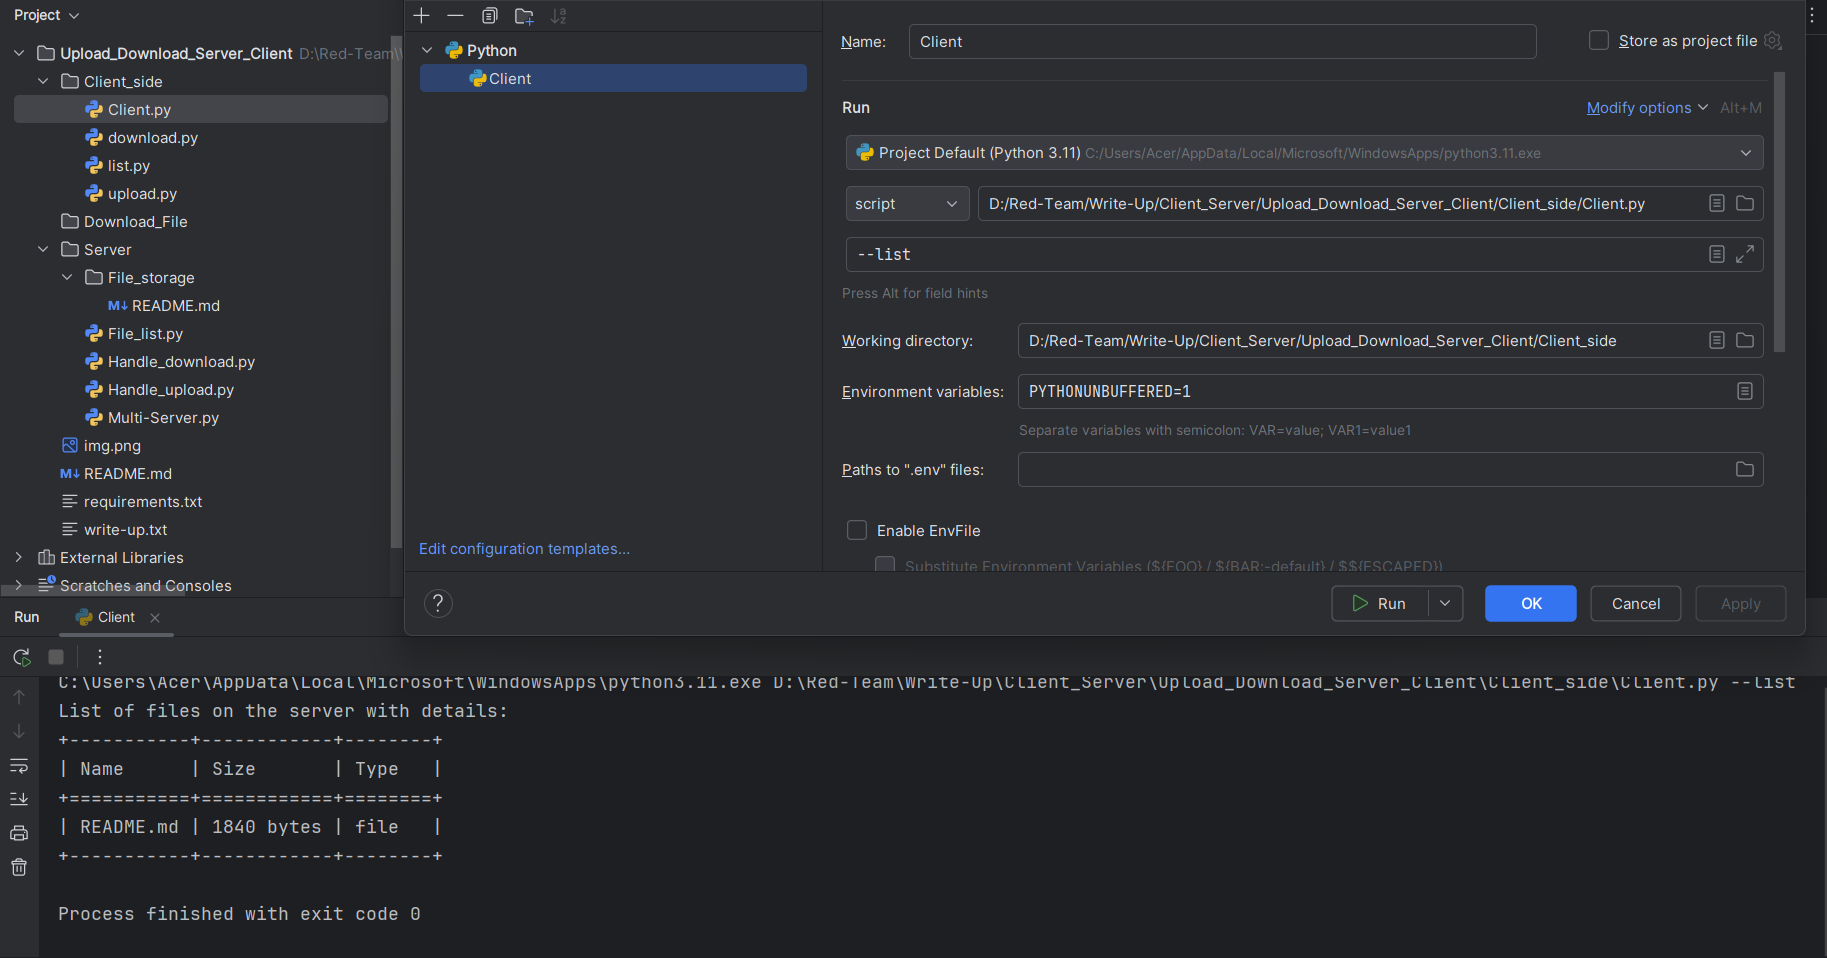 Project
Upload_Download_Server_Client D:\Red-Team\
Client_side
Client.py
download.py
list.py
upload.py
Download_File
Server
File_storage
M↓ README.md
File_list.py
Handle_download.py
Handle_upload.py
Multi-Server.py
img.png
M↓ README.md
requirements.txt
write-up.txt
External Libraries
Scratches and Consoles
Python
Client
Edit configuration templates...
Name: Client
Store as project file
Run
Modify options Alt+M
Project Default (Python 3.11) C:/Users/Acer/AppData/Local/Microsoft/WindowsApps/python3.11.exe
script D:/Red-Team/Write-Up/Client_Server/Upload_Download_Server_Client/Client_side/Client.py
--list
Press Alt for field hints
Working directory: D:/Red-Team/Write-Up/Client_Server/Upload_Download_Server_Client/Client_side
Environment variables: PYTHONUNBUFFERED=1
Separate variables with semicolon: VAR=value; VAR1=value1
Paths to ".env" files:
Enable EnvFile
Substitute Environment Variables (${FOO} / ${BAR:-default} / $${ESCAPED})
? Run OK Cancel Apply
Run Client
C:\Users\Acer\AppData\Local\Microsoft\WindowsApps\python3.11.exe D:\Red-Team\Write-Up\Client_Server\Upload_Download_Server_Client\Client_side\Client.py --list
List of files on the server with details:
+-----------+------------+--------+
| Name      | Size       | Type   |
+===========+============+========+
| README.md | 1840 bytes | file   |
+-----------+------------+--------+
Process finished with exit code 0